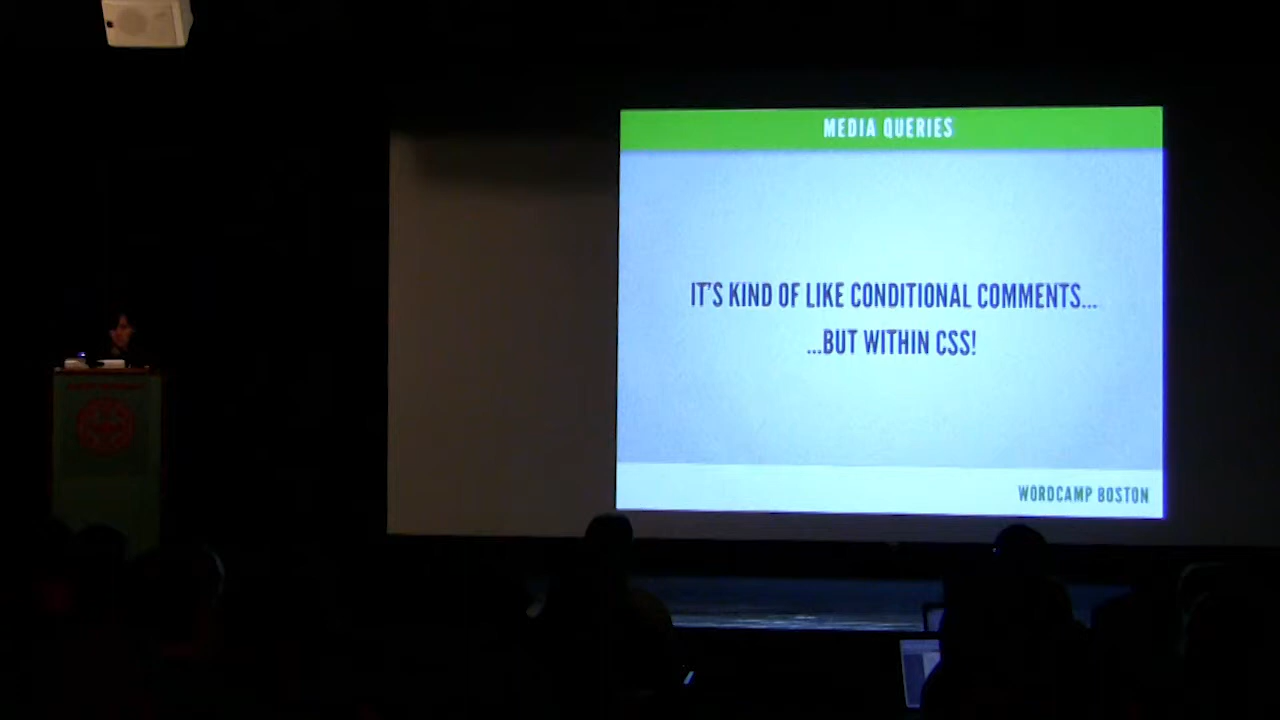 MEDIA QUERIES
IT'S KIND OF LIKE CONDITIONAL COMMENTS...
...BUT WITHIN CSS!
WORDCAMP BOSTON